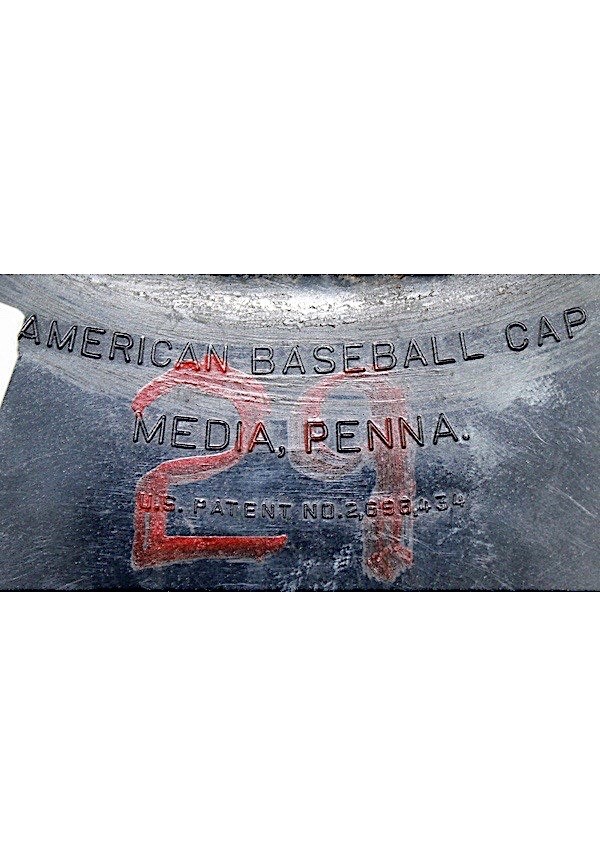 AMERICAN BASEBALL CAP
MEDIA, PENNA.
U.S. PATENT NO. 2,698,434
29